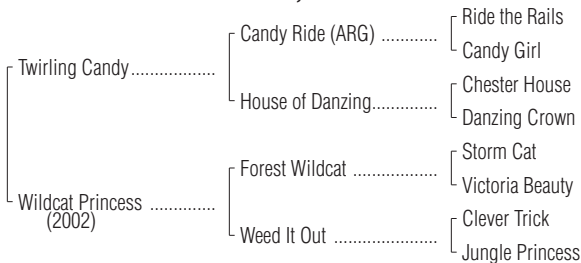 Ride the Rails
Candy Ride (ARG) ............
Candy Girl
Twirling Candy..................
Chester House
House of Danzing..............
Danzing Crown
Storm Cat
Forest Wildcat ..................
Victoria Beauty
Wildcat Princess ..............
(2002)
Clever Trick
Weed It Out ......................
Jungle Princess